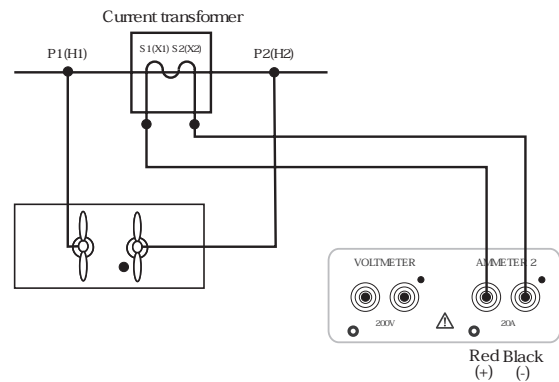 Current transformer
P1(H1)
S1(X1) S2(X2)
P2(H2)
VOLTMETER
AMMETER 2
200V
20A
Red Black
(+) (-)